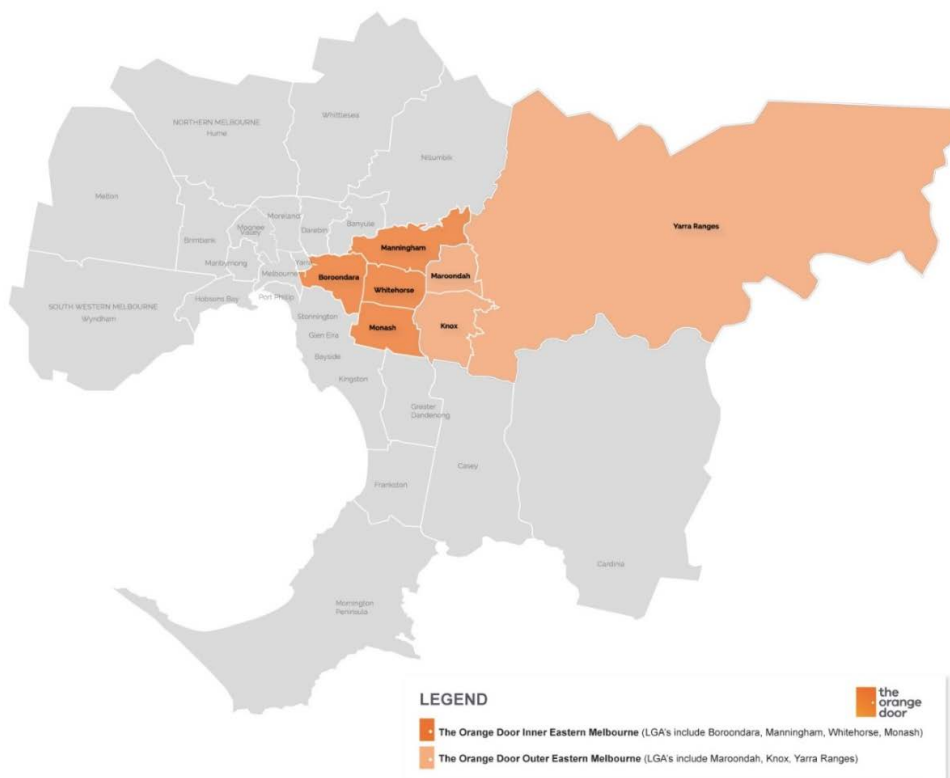 Whittlesea
NORTHERN MELBOURNE
Hume
Nillumbik
Melton
Moreland
Moonee
Valley
Darebin
Banyule
Brimbank
Manningham
Yarra Ranges
Maribyrnong
Yarra
Melbourne
Boroondara
Maroondah
Whitehorse
Hobsons Bay
Port Philip
SOUTH WESTERN MELBOURNE
Wyndham
Stonnington
Monash
Knox
Glen Eira
Bayside
Kingston
Greater
Dandenong
Casey
Frankston
Cardinia
Mornington
Peninsula
LEGEND
the
orange
door
The Orange Door Inner Eastern Melbourne (LGA's include Boroondara, Manningham, Whitehorse, Monash)
The Orange Door Outer Eastern Melbourne (LGA's include Maroondah, Knox, Yarra Ranges)